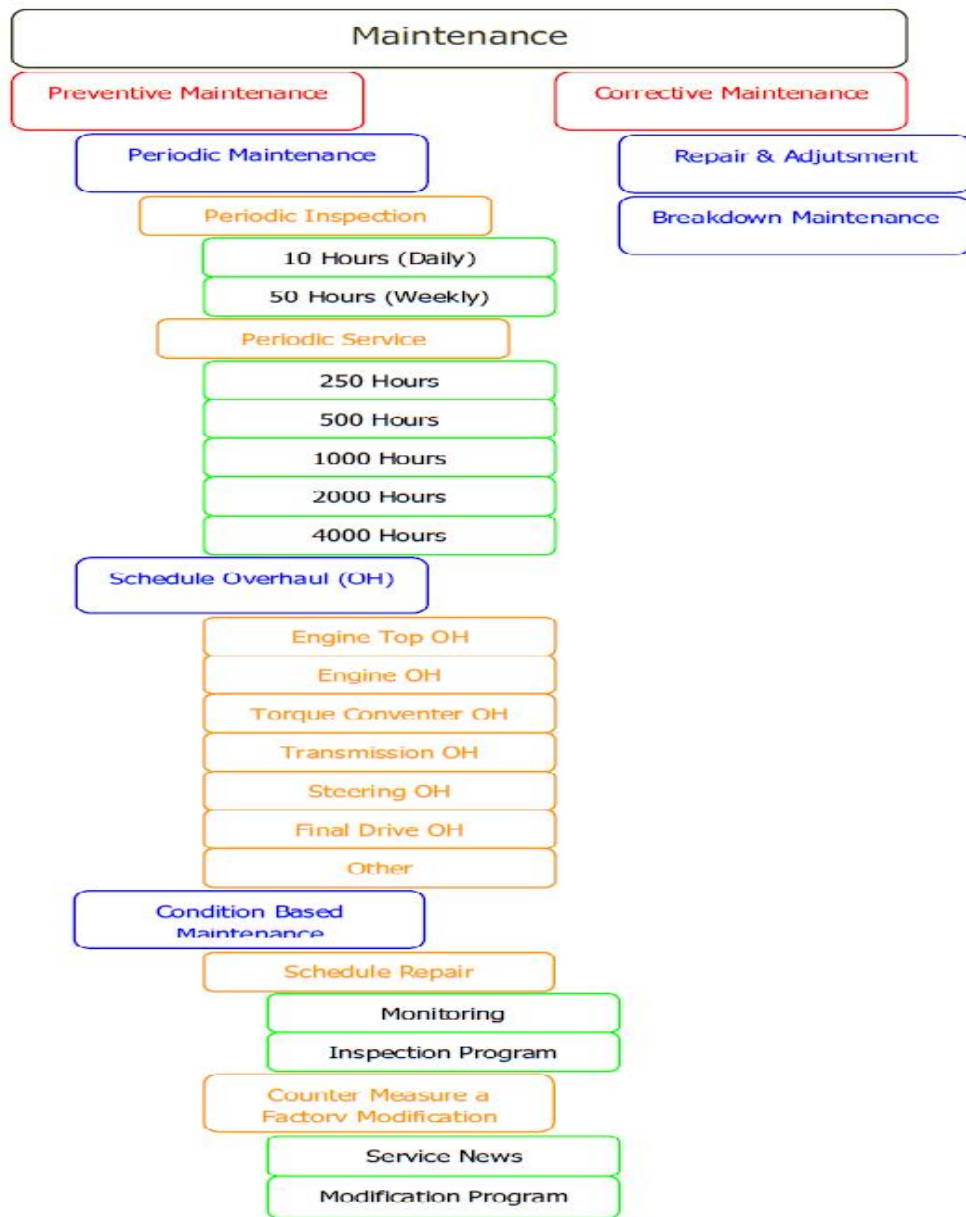 Maintenance
Preventive Maintenance
Corrective Maintenance
Periodic Maintenance
Repair & Adjutsment
Periodic Inspection
Breakdown Maintenance
10 Hours (Daily)
50 Hours (Weekly)
Periodic Service
250 Hours
500 Hours
1000 Hours
2000 Hours
4000 Hours
Schedule Overhaul (OH)
Engine Top OH
Engine OH
Torque Conventer OH
Transmission OH
Steering OH
Final Drive OH
Other
Condition Based
Maintenance
Schedule Repair
Monitoring
Inspection Program
Counter Measure a
Factory Modification
Service News
Modification Program